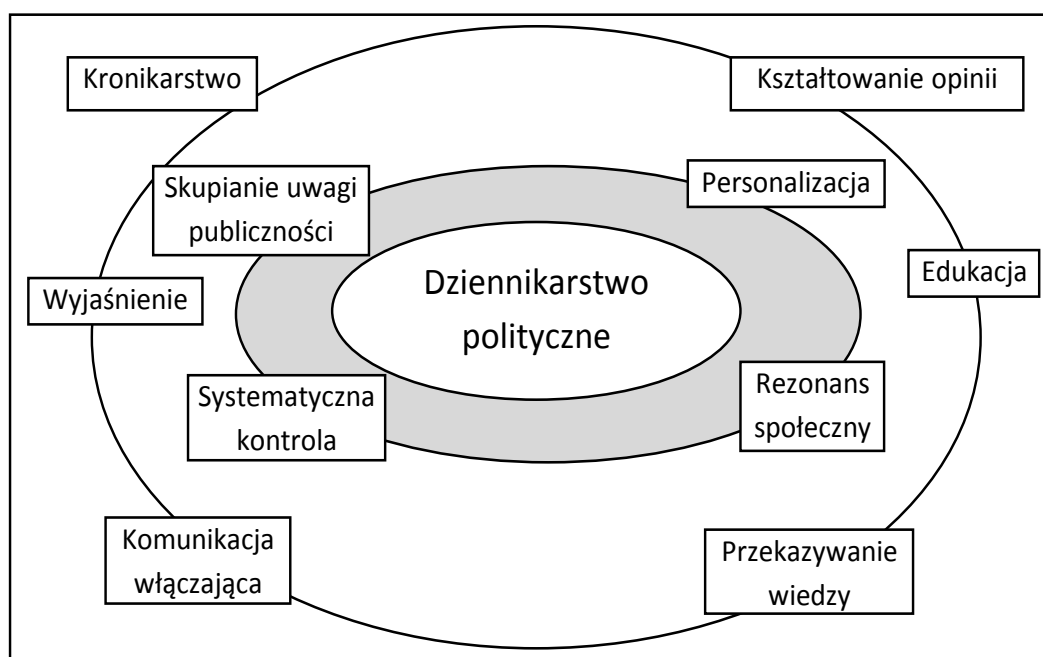 Kronikarstwo
Kształtowanie opinii
Skupianie uwagi
publiczności
Personalizacja
Wyjaśnienie
Dziennikarstwo
polityczne
Edukacja
Systematyczna
kontrola
Rezonans
społeczny
Komunikacja
włączająca
Przekazywanie
wiedzy